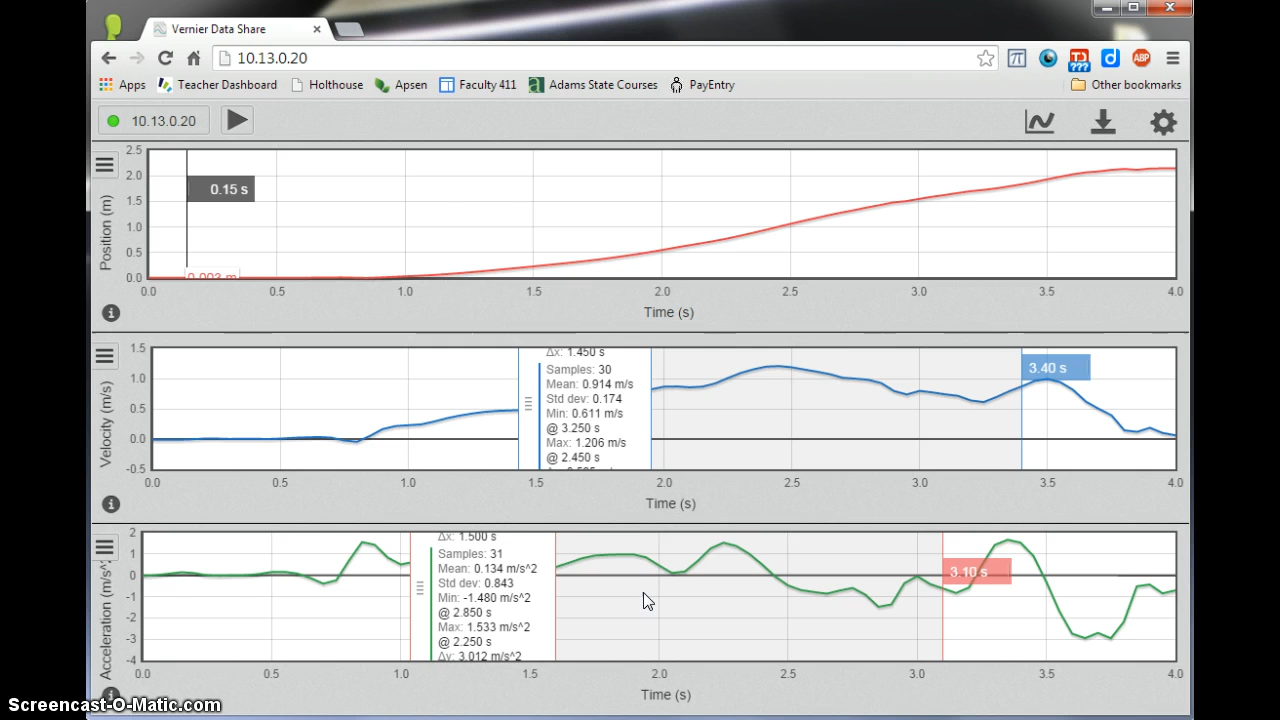 Vernier Data Share
10.13.0.20
Apps Teacher Dashboard Holthouse Apsen Faculty 411 Adams State Courses PayEntry Other bookmarks
10.13.0.20
Position (m)
2.5
2.0
1.5
1.0
0.5
0.0
0.15 s
0.003 m
0.0 0.5 1.0 1.5 2.0 2.5 3.0 3.5 4.0
Time (s)
Velocity (m/s)
1.5
1.0
0.5
0.0
-0.5
Δx: 1.450 s
Samples: 30
Mean: 0.914 m/s
Std dev: 0.174
Min: 0.611 m/s
@ 3.250 s
Max: 1.206 m/s
@ 2.450 s
3.40 s
0.0 0.5 1.0 1.5 2.0 2.5 3.0 3.5 4.0
Time (s)
Acceleration (m/s^
2
1
0
-1
-2
-3
-4
Δx: 1.500 s
Samples: 31
Mean: 0.134 m/s^2
Std dev: 0.843
Min: -1.480 m/s^2
@ 2.850 s
Max: 1.533 m/s^2
@ 2.250 s
Δy: 3.012 m/s^2
3.10 s
0.0 0.5 1.0 1.5 2.0 2.5 3.0 3.5 4.0
Time (s)
Screencast-O-Matic.com